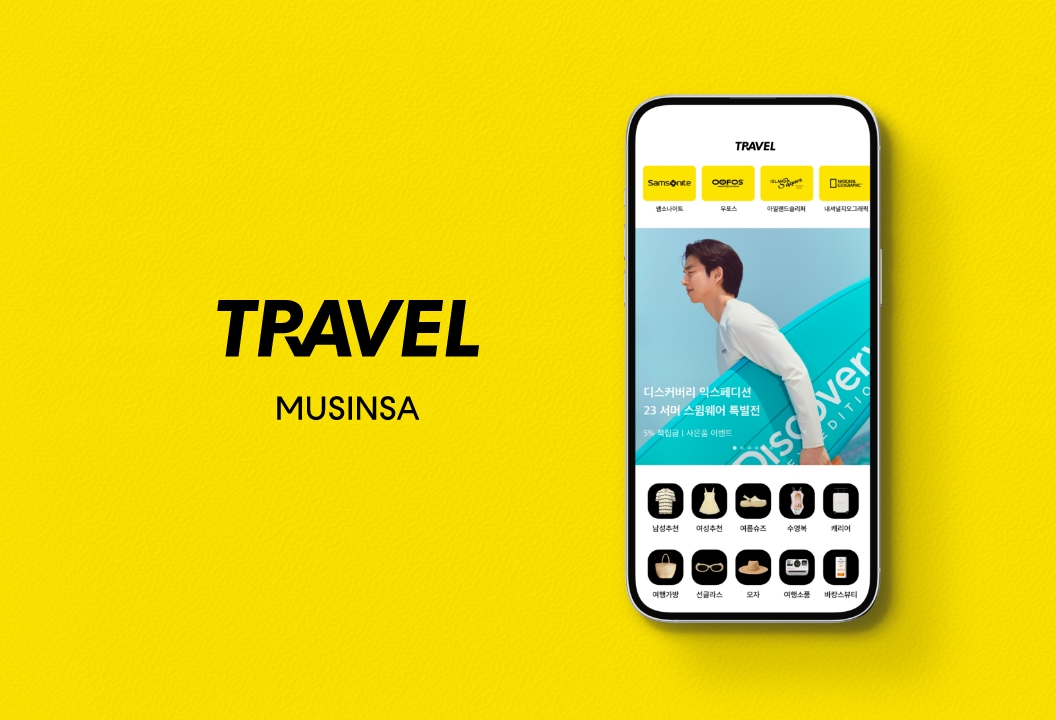 TRAVEL
MUSINSA
TRAVEL
Samsonite
OOFOS
ISLAND Slipper
NATIONAL GEOGRAPHIC
쌤소나이트
우포스
아일랜드슬리퍼
내셔널지오그래픽
디스커버리 익스페디션
23 서머 스윔웨어 특별전
5% 적립금 | 사은품 이벤트
Discovery
EXPEDITIO
남성추천
여성추천
여름슈즈
수영복
캐리어
여행가방
선글라스
모자
여행소품
바캉스뷰티